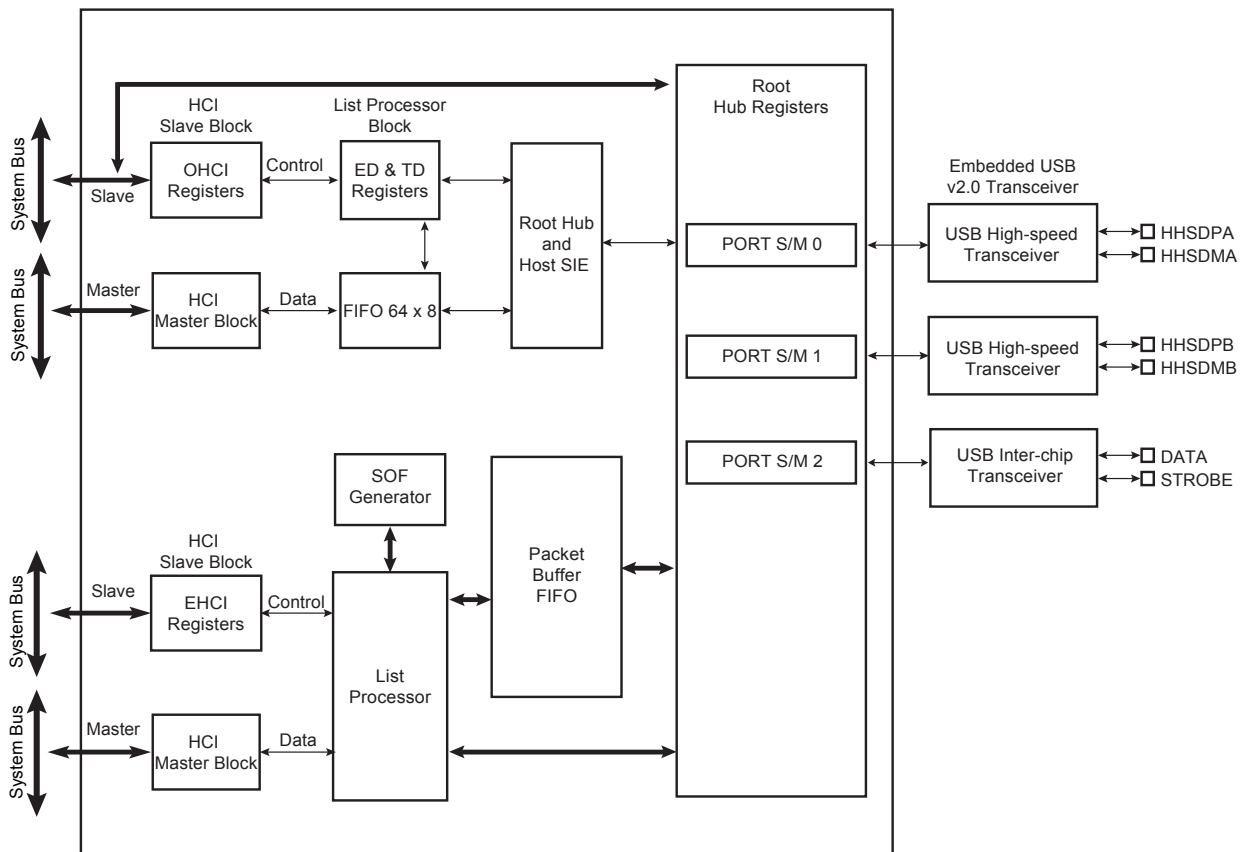 Root
Hub Registers
HCI
Slave Block
List Processor
Block
System Bus
Slave
OHCI
Registers
Control
ED & TD
Registers
Root Hub
and
Host SIE
Embedded USB
v2.0 Transceiver
PORT S/M 0
USB High-speed
Transceiver
HHSDPA
HHSDMA
System Bus
Master
HCI
Master Block
Data
FIFO 64 x 8
PORT S/M 1
USB High-speed
Transceiver
HHSDPB
HHSDMB
PORT S/M 2
USB Inter-chip
Transceiver
DATA
STROBE
SOF
Generator
Packet
Buffer
FIFO
HCI
Slave Block
System Bus
Slave
EHCI
Registers
Control
List
Processor
System Bus
Master
HCI
Master Block
Data